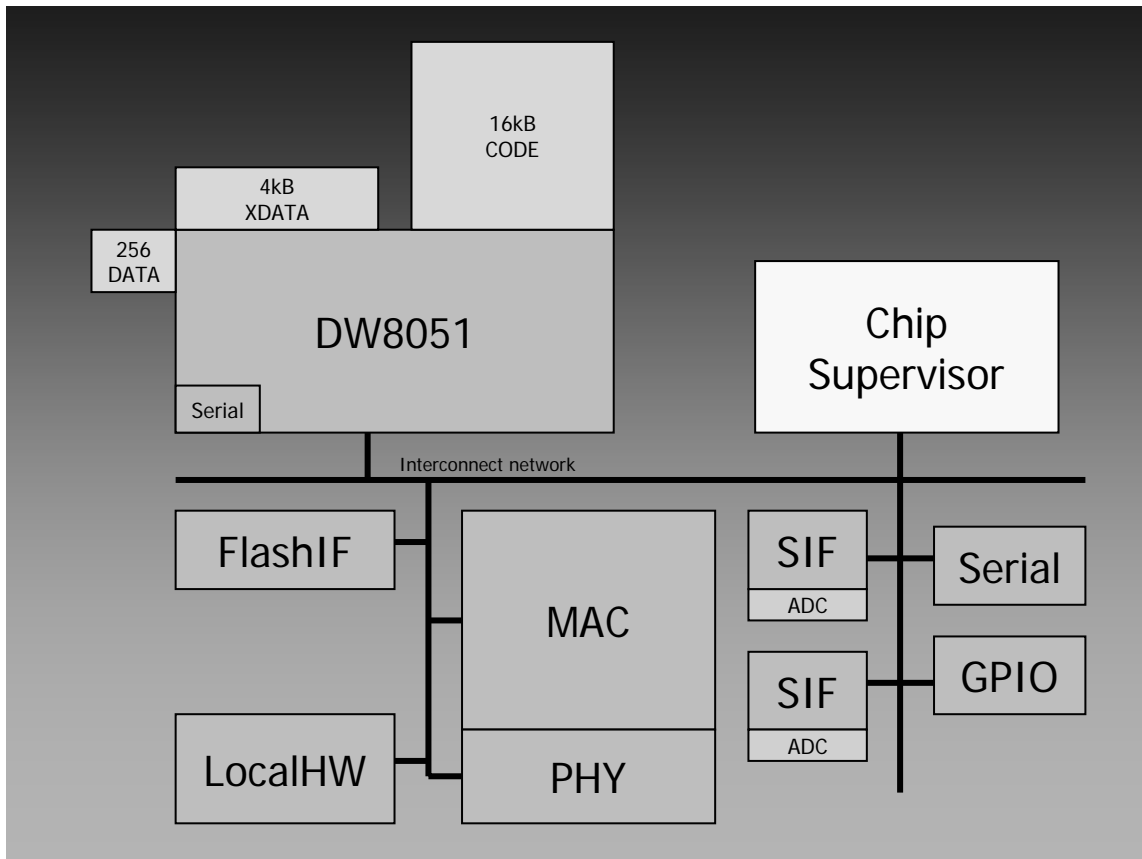 16kB
CODE
4kB
XDATA
256
DATA
DW8051
Chip
Supervisor
Serial
Interconnect network
FlashIF
MAC
SIF
ADC
Serial
SIF
ADC
GPIO
LocalHW
PHY